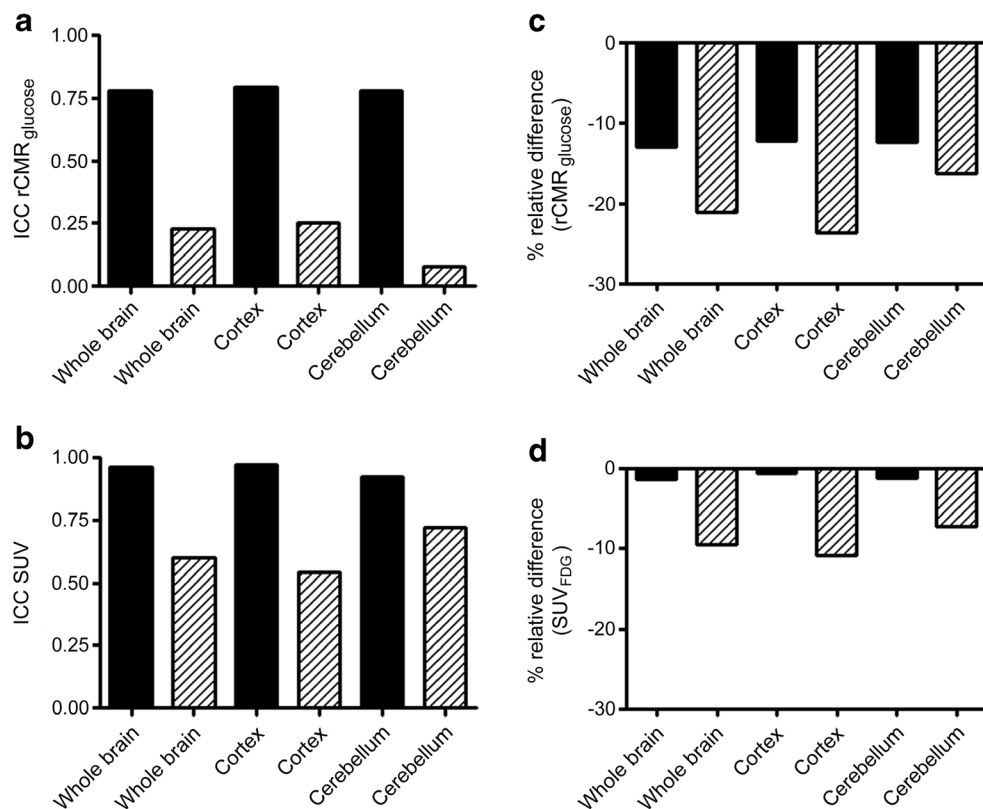 a
ICC rCMRglucose
1.00
0.75
0.50
0.25
0.00
Whole brain
Whole brain
Cortex
Cortex
Cerebellum
Cerebellum
b
ICC SUV
1.00
0.75
0.50
0.25
0.00
Whole brain
Whole brain
Cortex
Cortex
Cerebellum
Cerebellum
c
% relative difference
(rCMRglucose)
0
-10
-20
-30
Whole brain
Whole brain
Cortex
Cortex
Cerebellum
Cerebellum
d
% relative difference
(SUVFDG)
0
-10
-20
-30
Whole brain
Whole brain
Cortex
Cortex
Cerebellum
Cerebellum